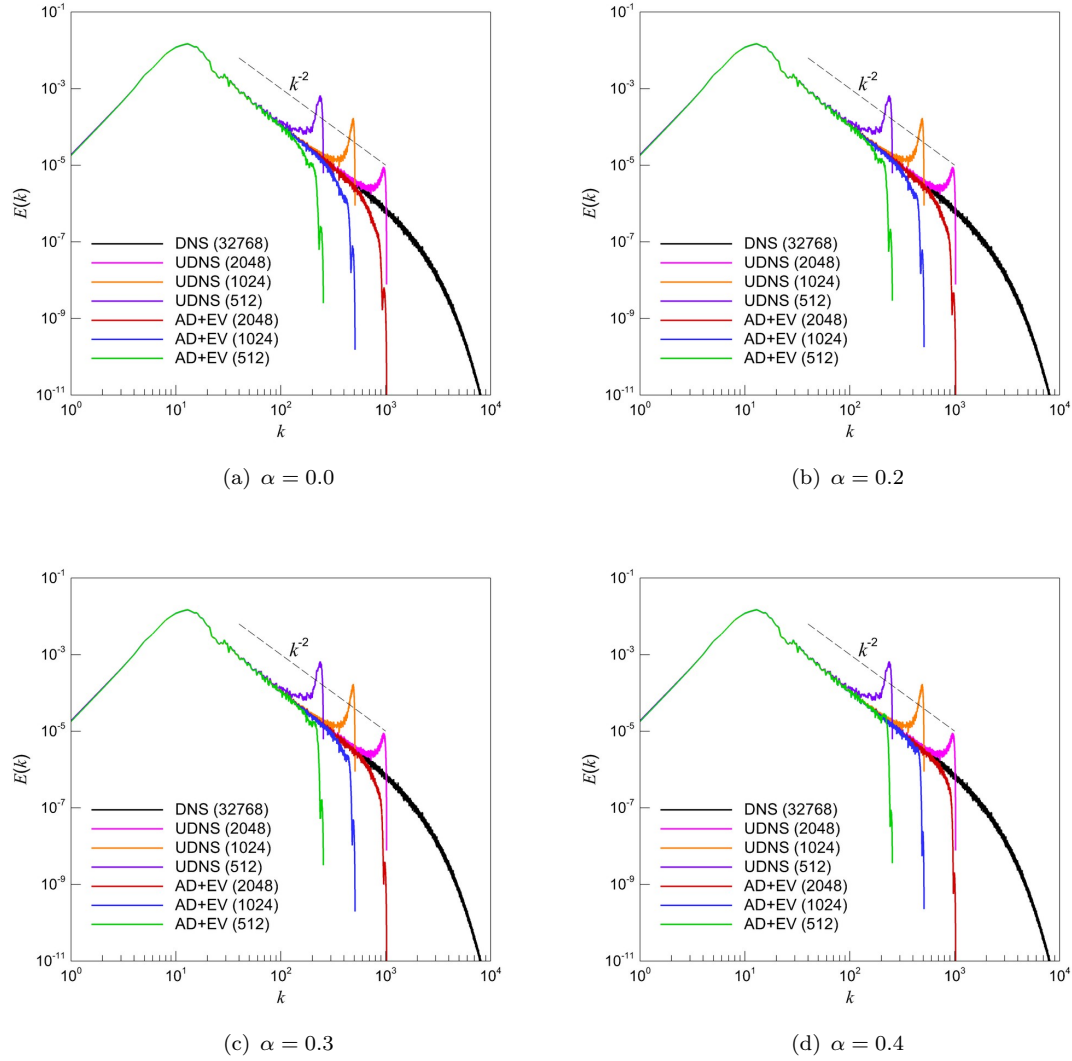 10^-1
10^-3
10^-5
10^-7
10^-9
10^-11
E(k)
k^-2
DNS (32768)
UDNS (2048)
UDNS (1024)
UDNS (512)
AD+EV (2048)
AD+EV (1024)
AD+EV (512)
10^0 10^1 10^2 10^3 10^4
k
(a) α = 0.0
10^-1
10^-3
10^-5
10^-7
10^-9
10^-11
E(k)
k^-2
DNS (32768)
UDNS (2048)
UDNS (1024)
UDNS (512)
AD+EV (2048)
AD+EV (1024)
AD+EV (512)
10^0 10^1 10^2 10^3 10^4
k
(b) α = 0.2
10^-1
10^-3
10^-5
10^-7
10^-9
10^-11
E(k)
k^-2
DNS (32768)
UDNS (2048)
UDNS (1024)
UDNS (512)
AD+EV (2048)
AD+EV (1024)
AD+EV (512)
10^0 10^1 10^2 10^3 10^4
k
(c) α = 0.3
10^-1
10^-3
10^-5
10^-7
10^-9
10^-11
E(k)
k^-2
DNS (32768)
UDNS (2048)
UDNS (1024)
UDNS (512)
AD+EV (2048)
AD+EV (1024)
AD+EV (512)
10^0 10^1 10^2 10^3 10^4
k
(d) α = 0.4